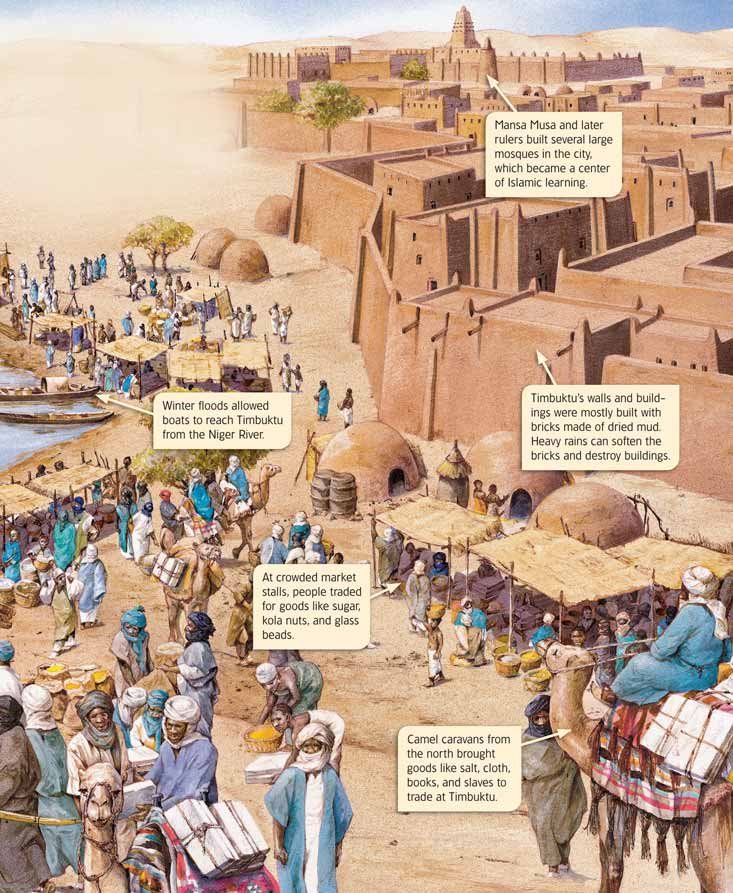 Mansa Musa and later
rulers built several large
mosques in the city,
which became a center
of Islamic learning.
Winter floods allowed
boats to reach Timbuktu
from the Niger River.
Timbuktu's walls and build-
ings were mostly built with
bricks made of dried mud.
Heavy rains can soften the
bricks and destroy buildings.
At crowded market
stalls, people traded
for goods like sugar,
kola nuts, and glass
beads.
Camel caravans from
the north brought
goods like salt, cloth,
books, and slaves to
trade at Timbuktu.